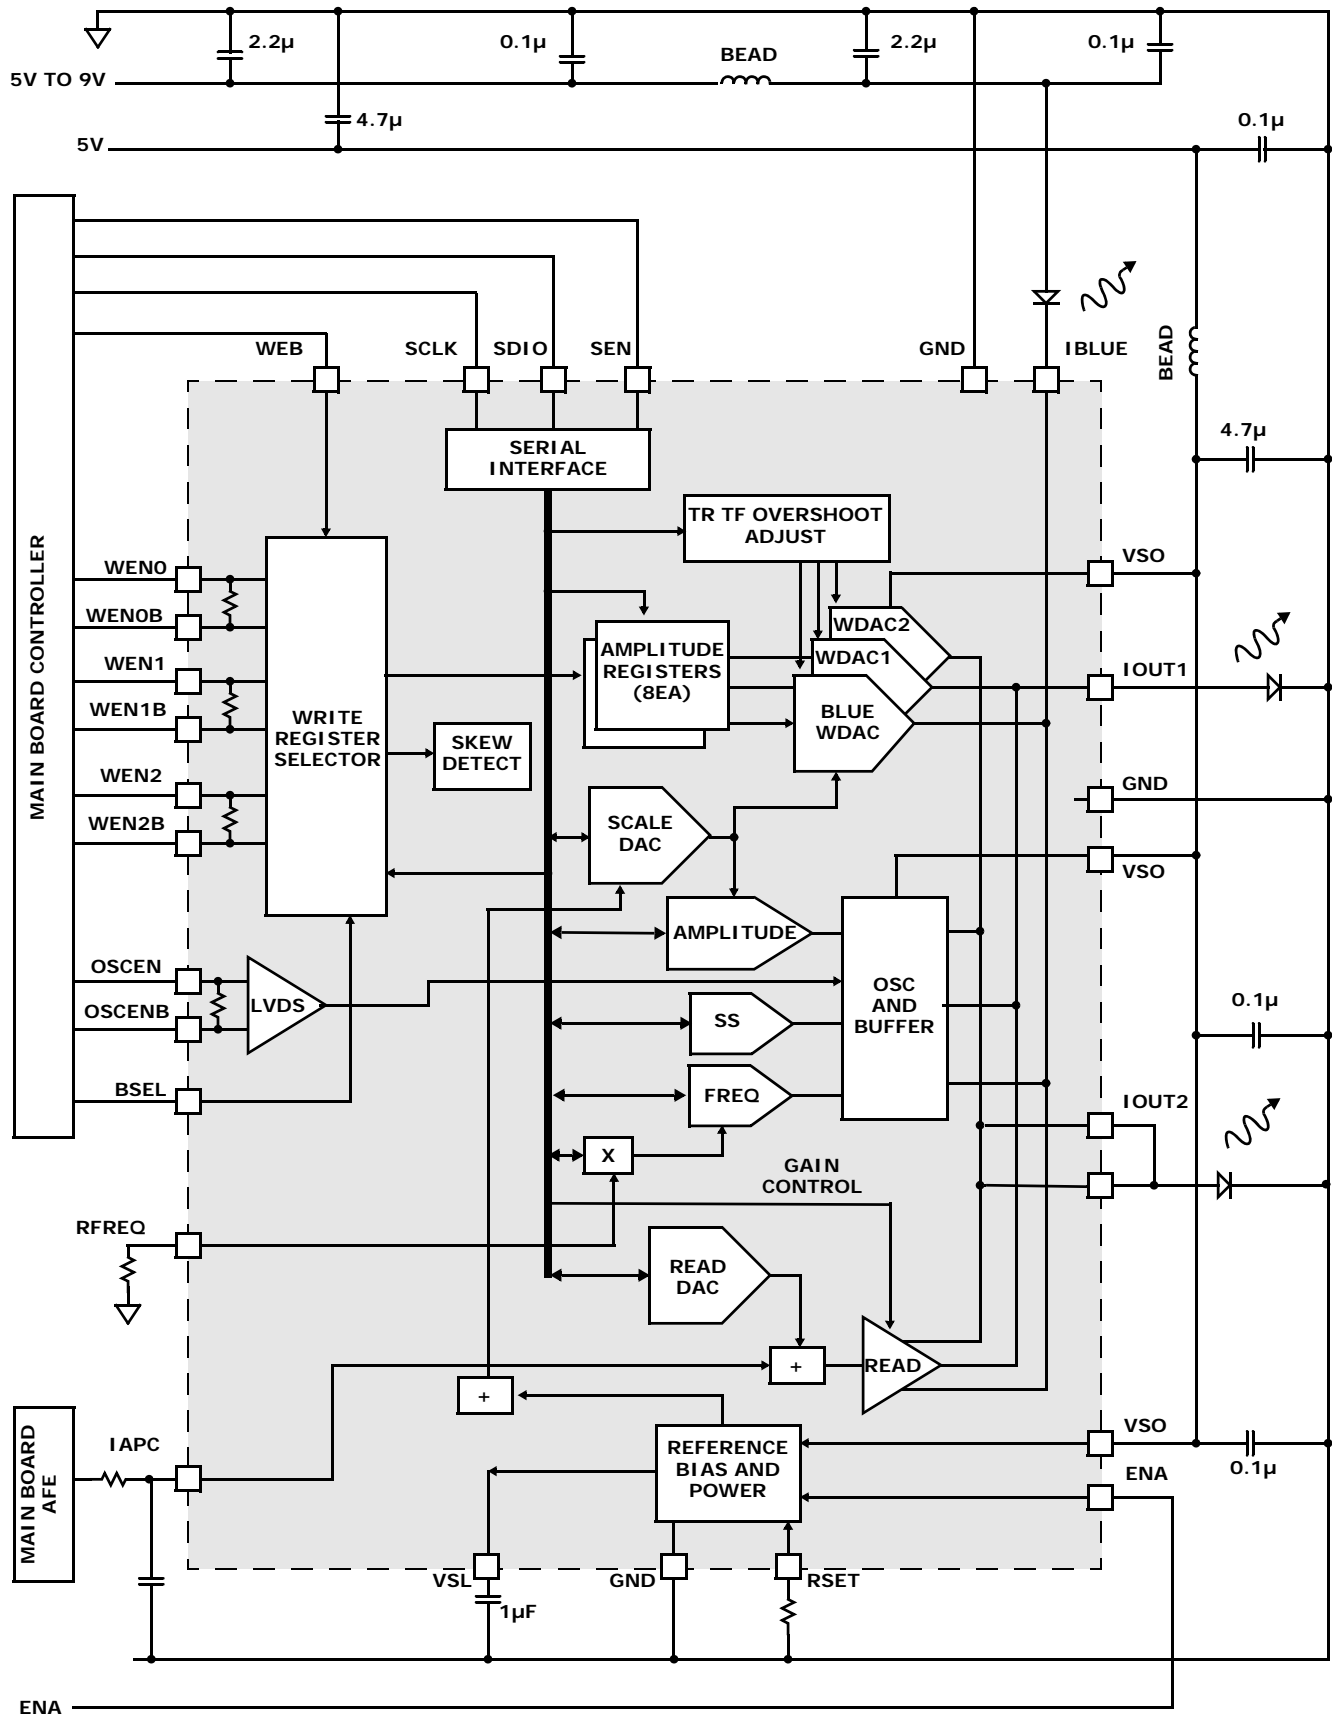 2.2µ
0.1µ
BEAD
2.2µ
0.1µ
5V TO 9V
4.7µ
0.1µ
5V
MAIN BOARD CONTROLLER
WEB
SCLK
SDIO
SEN
GND
IBLUE
BEAD
4.7µ
SERIAL
INTERFACE
TR TF OVERSHOOT
ADJUST
VSO
WEN0
WEN0B
WEN1
WEN1B
WEN2
WEN2B
WRITE
REGISTER
SELECTOR
SKEW
DETECT
AMPLITUDE
REGISTERS
(8EA)
WDAC2
WDAC1
BLUE
WDAC
IOUT1
GND
SCALE
DAC
VSO
AMPLITUDE
OSCEN
OSCENB
LVDS
OSC
AND
BUFFER
SS
0.1µ
BSEL
FREQ
IOUT2
X
GAIN
CONTROL
RFREQ
READ
DAC
+
READ
+
MAIN BOARD
AFE
IAPC
REFERENCE
BIAS AND
POWER
VSO
0.1µ
ENA
VSL
1µF
GND
RSET
ENA